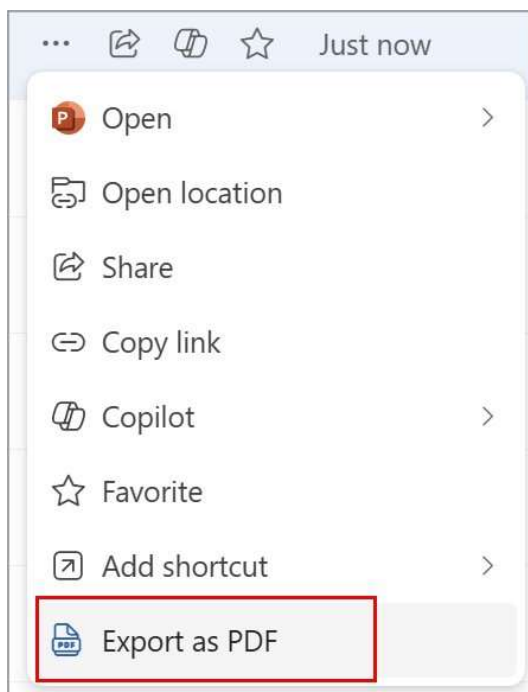 Just now
Open
Open location
Share
Copy link
Copilot
Favorite
Add shortcut
Export as PDF